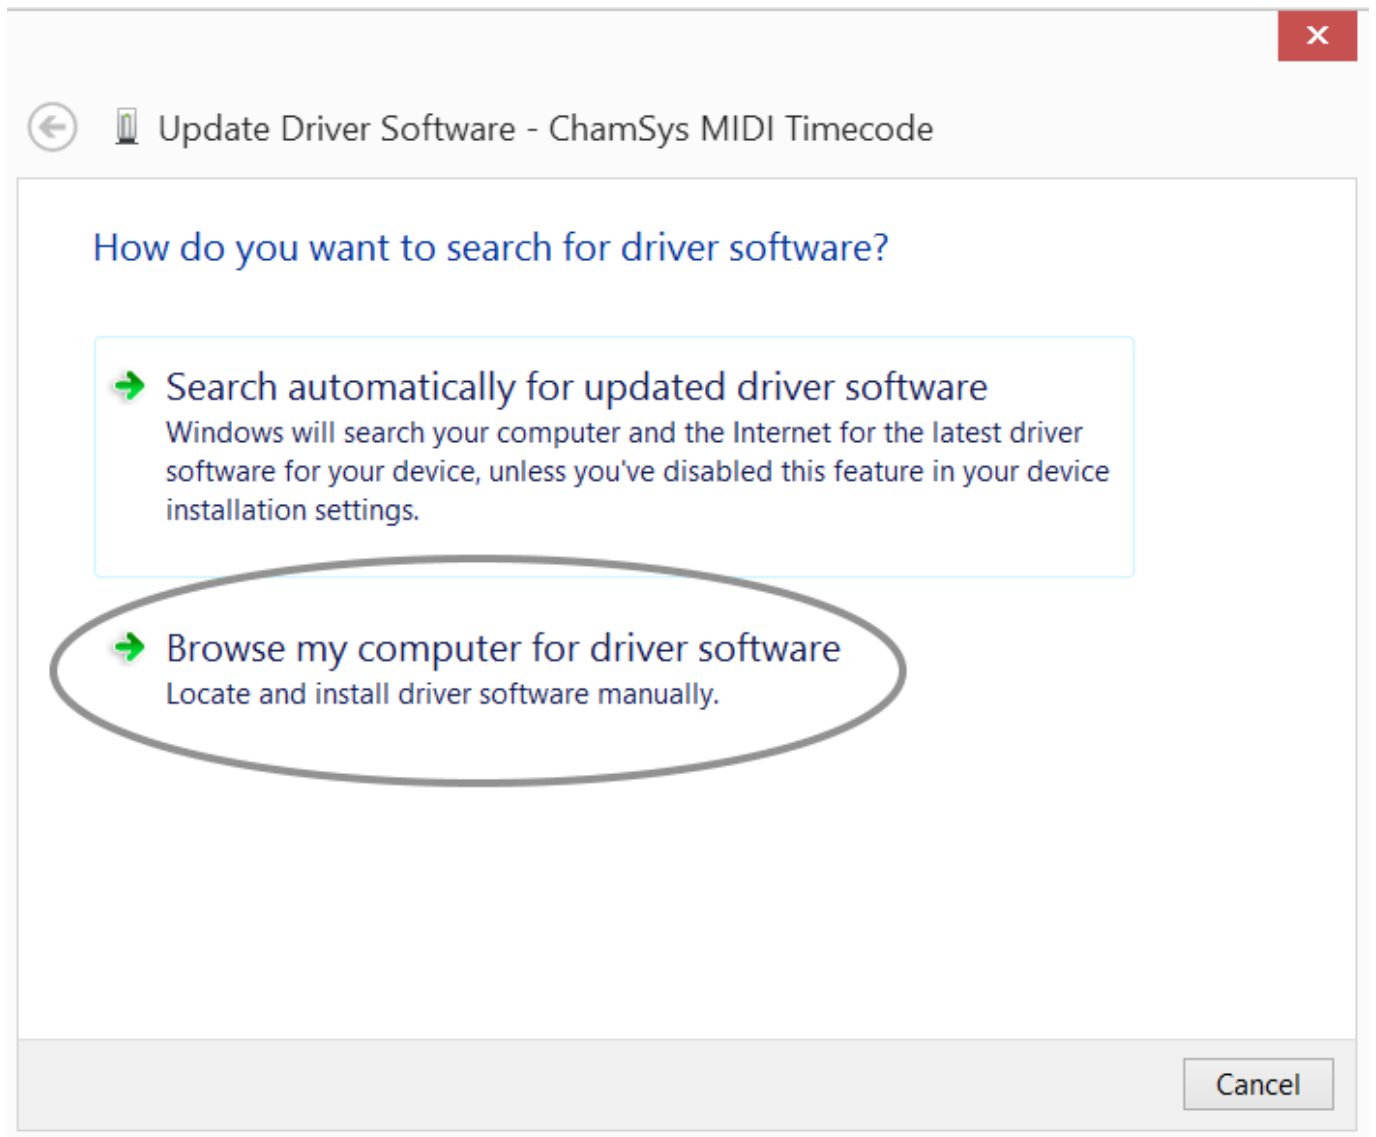 Update Driver Software - ChamSys MIDI Timecode
How do you want to search for driver software?
Search automatically for updated driver software
Windows will search your computer and the Internet for the latest driver
software for your device, unless you've disabled this feature in your device
installation settings.
Browse my computer for driver software
Locate and install driver software manually.
Cancel